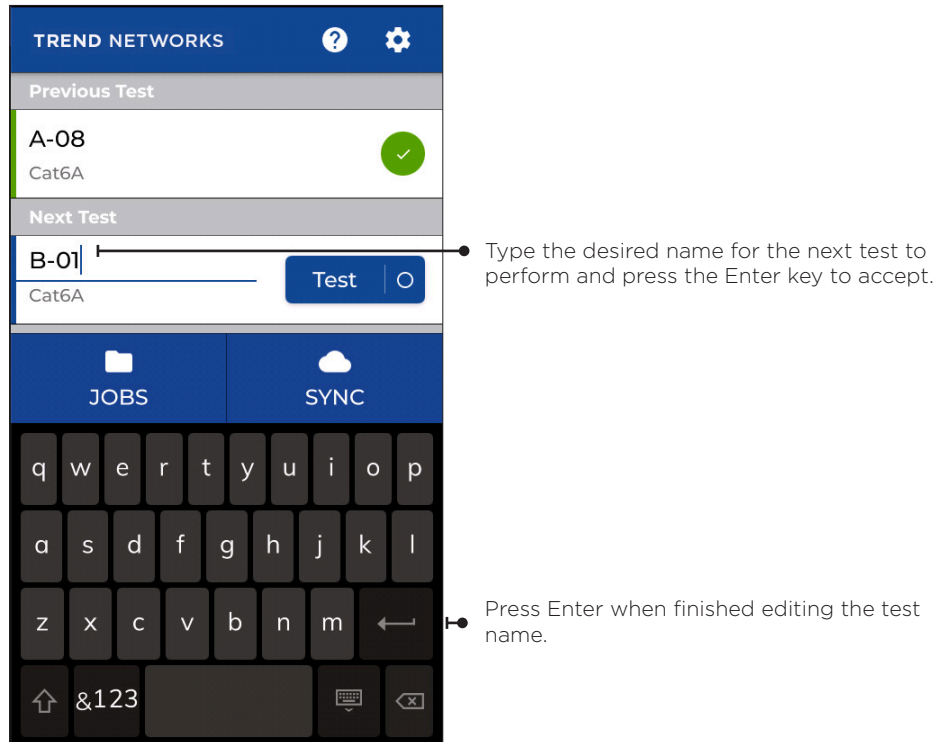 TREND NETWORKS ?
Previous Test
A-08
Cat6A
Next Test
B-01
Test
Cat6A
Type the desired name for the next test to
perform and press the Enter key to accept.
JOBS
SYNC
q w e r t y u i o p
a s d f g h j k l
z x c v b n m
Press Enter when finished editing the test
name.
&123